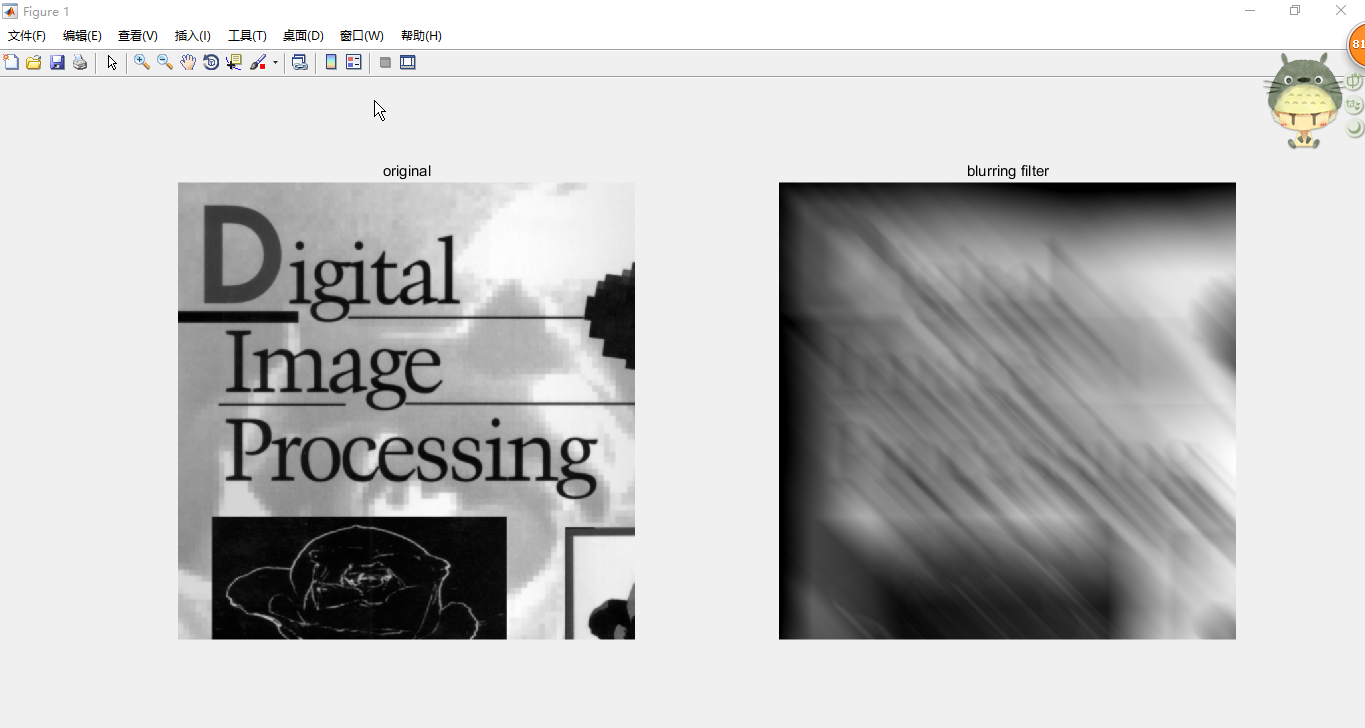 Figure 1
文件(F) 编辑(E) 查看(V) 插入(I) 工具(T) 桌面(D) 窗口(W) 帮助(H)
81
中
original
blurring filter
Digital
Image
Processing